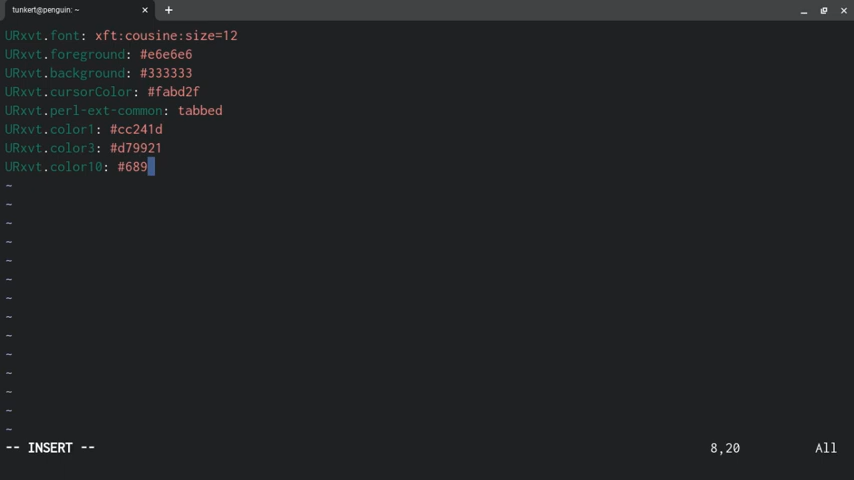 tunkert@penguin: ~
URxvt.font: xft:cousine:size=12
URxvt.foreground: #e6e6e6
URxvt.background: #333333
URxvt.cursorColor: #fabd2f
URxvt.perl-ext-common: tabbed
URxvt.color1: #cc241d
URxvt.color3: #d79921
URxvt.color10: #689
~
~
~
~
~
~
~
~
~
~
~
~
~
~
-- INSERT -- 8,20 All